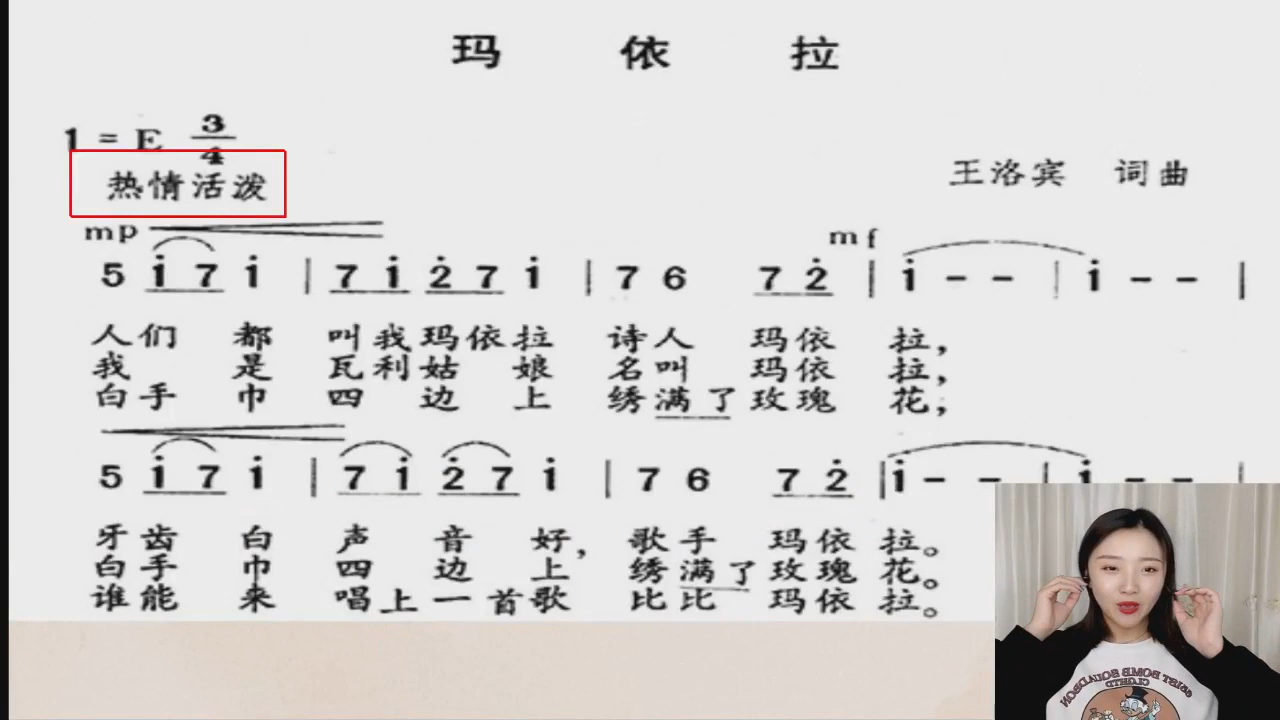 玛 依 拉
1 = E 3/4
热情活泼
王洛宾 词曲
mp mf
5 i̇ 7 i̇ | 7 i̇ 2̇ 7 i̇ | 7 6 7 2̇ | i̇ - - | i̇ - - |
人们 都 叫我玛依拉 诗人 玛依 拉，
我 是 瓦利姑 娘 名叫 玛依 拉，
白手 巾 四 边 上 绣满了玫瑰 花，
5 i̇ 7 i̇ | 7 i̇ 2̇ 7 i̇ | 7 6 7 2̇ | i̇ - - | i̇ - - |
牙齿 白 声 音 好，歌手 玛依 拉。
白手 巾 四 边 上 绣满了玫瑰 花。
谁能 来 唱上一首歌 比比 玛依 拉。